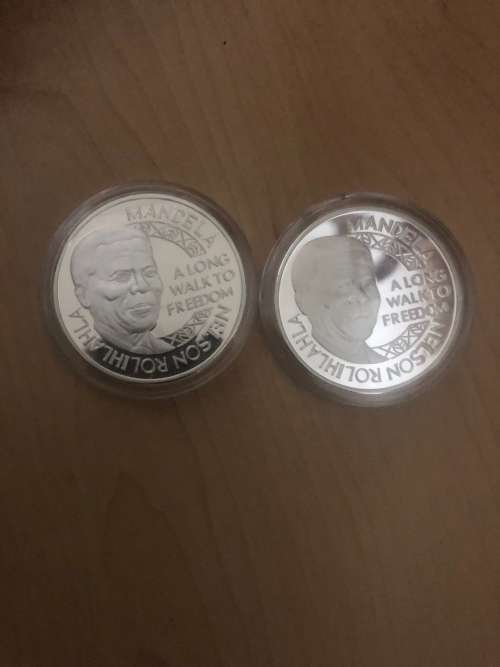 MANDELA
A LONG
WALK TO
FREEDOM
NELSON ROLIHLAHLA
MANDELA
A LONG
WALK TO
FREEDOM
NELSON ROLIHLAHLA